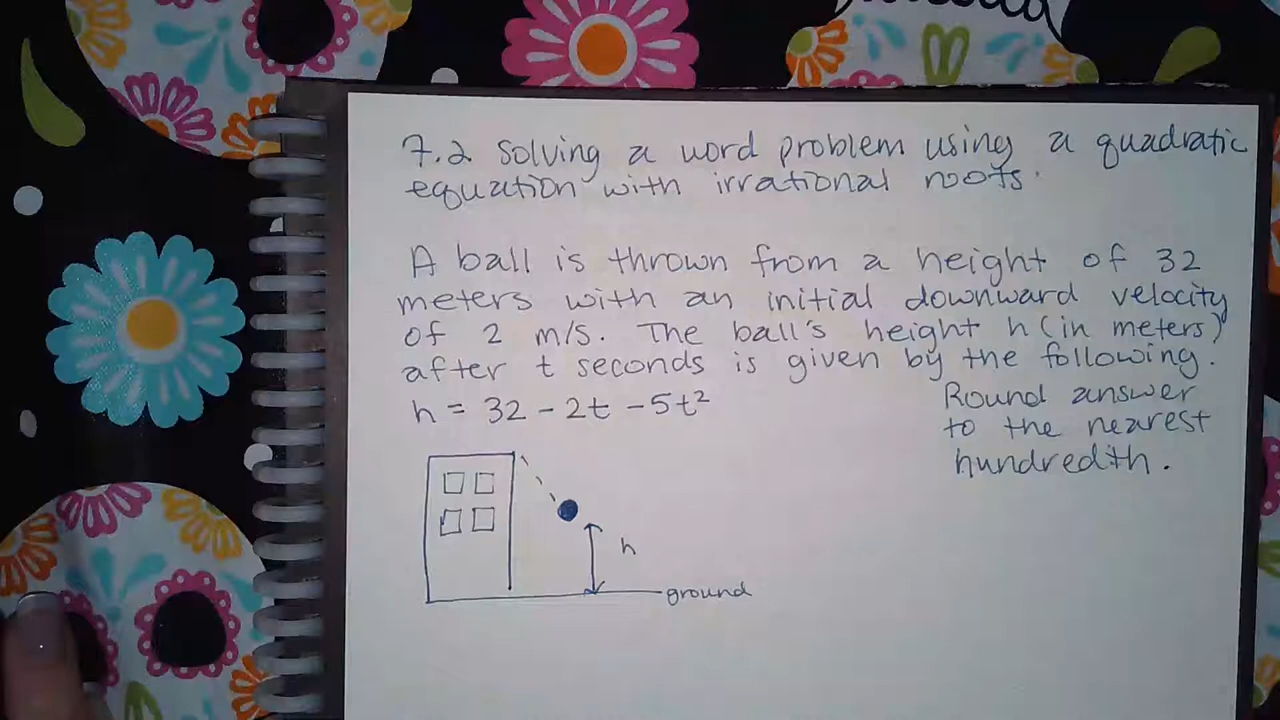 7.2 Solving a word problem using a quadratic
equation with irrational roots.
A ball is thrown from a height of 32
meters with an initial downward velocity
of 2 m/s. The ball's height h (in meters)
after t seconds is given by the following.
h = 32 - 2t - 5t²
Round answer
to the nearest
hundredth.
h
ground